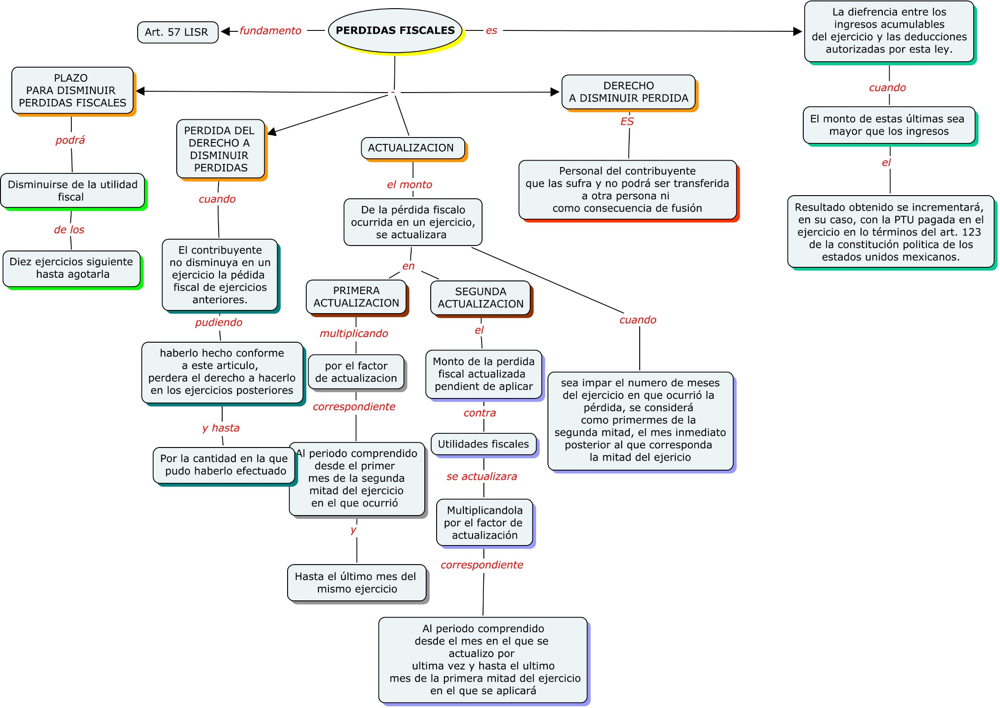 PERDIDAS FISCALES
fundamento
Art. 57 LISR
es
La diefrencia entre los
ingresos acumulables
del ejercicio y las deducciones
autorizadas por esta ley.
cuando
El monto de estas últimas sea
mayor que los ingresos
el
Resultado obtenido se incrementará,
en su caso, con la PTU pagada en el
ejercicio en lo términos del art. 123
de la constitución politica de los
estados unidos mexicanos.
-
PLAZO
PARA DISMINUIR
PERDIDAS FISCALES
podrá
Disminuirse de la utilidad
fiscal
de los
Diez ejercicios siguiente
hasta agotarla
PERDIDA DEL
DERECHO A
DISMINUIR
PERDIDAS
cuando
El contribuyente
no disminuya en un
ejercicio la pédida
fiscal de ejercicios
anteriores.
pudiendo
haberlo hecho conforme
a este articulo,
perdera el derecho a hacerlo
en los ejercicios posteriores
y hasta
Por la cantidad en la que
pudo haberlo efectuado
ACTUALIZACION
el monto
De la pérdida fiscalo
ocurrida en un ejercicio,
se actualizara
en
PRIMERA
ACTUALIZACION
multiplicando
por el factor
de actualizacion
correspondiente
Al periodo comprendido
desde el primer
mes de la segunda
mitad del ejercicio
en el que ocurrió
y
Hasta el último mes del
mismo ejercicio
SEGUNDA
ACTUALIZACION
el
Monto de la perdida
fiscal actualizada
pendient de aplicar
contra
Utilidades fiscales
se actualizara
Multiplicandola
por el factor de
actualización
correspondiente
Al periodo comprendido
desde el mes en el que se
actualizo por
ultima vez y hasta el ultimo
mes de la primera mitad del ejercicio
en el que se aplicará
cuando
sea impar el numero de meses
del ejercicio en que ocurrió la
pérdida, se considerá
como primermes de la
segunda mitad, el mes inmediato
posterior al que corresponda
la mitad del ejericio
DERECHO
A DISMINUIR PERDIDA
ES
Personal del contribuyente
que las sufra y no podrá ser transferida
a otra persona ni
como consecuencia de fusión